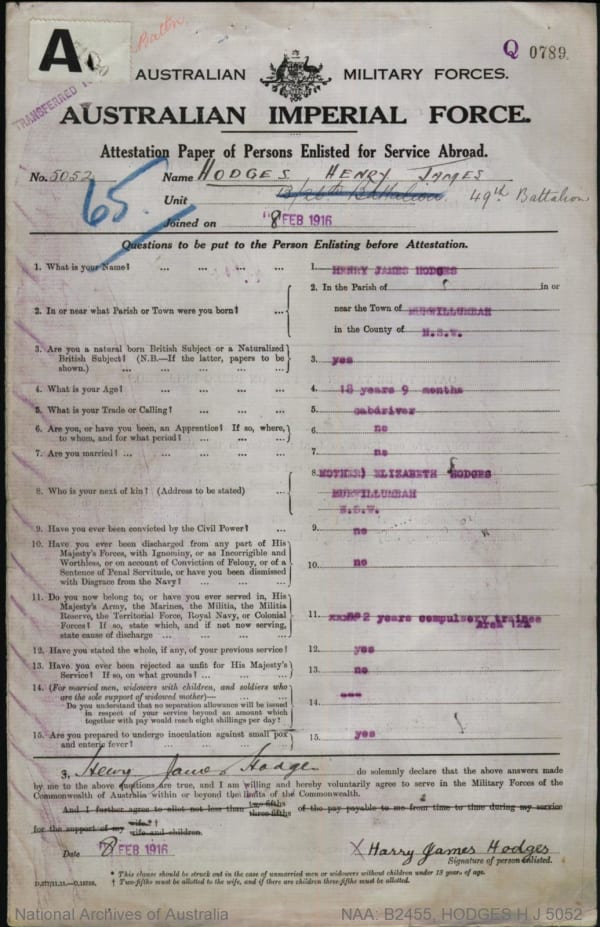 A
Battn
Q 0789
TRANSFERRED TO
AUSTRALIAN MILITARY FORCES.
AUSTRALIAN IMPERIAL FORCE.
Attestation Paper of Persons Enlisted for Service Abroad.
No. 5052 Name HODGES HENRY JAMES
65. Unit 13/26th Battalion 49th Battalion
Joined on 8 FEB 1916
Questions to be put to the Person Enlisting before Attestation.
1. What is your Name? ... ... ... ... 1. HENRY JAMES HODGES
2. In or near what Parish or Town were you born? ... 2. In the Parish of in or
near the Town of MURWILLUMBAH
in the County of N.S.W.
3. Are you a natural born British Subject or a Naturalized
British Subject? (N.B.—If the latter, papers to be
shown.) ... ... ... ... 3. yes
4. What is your Age? ... ... ... ... 4. 18 years 9 months
5. What is your Trade or Calling? ... ... ... 5. cabdriver
6. Are you, or have you been, an Apprentice? If so, where,
to whom, and for what period? ... ... ... 6. no
7. Are you married? ... ... ... ... ... 7. no
8. Who is your next of kin? (Address to be stated) ... 8. MOTHER) ELIZABETH HODGES
MURWILLUMBAH
N.S.W.
9. Have you ever been convicted by the Civil Power? ... 9. no
10. Have you ever been discharged from any part of His
Majesty's Forces, with Ignominy, or as Incorrigible and
Worthless, or on account of Conviction of Felony, or of a
Sentence of Penal Servitude, or have you been dismissed
with Disgrace from the Navy? ... ... ... 10. no
11. Do you now belong to, or have you ever served in, His
Majesty's Army, the Marines, the Militia, the Militia
Reserve, the Territorial Force, Royal Navy, or Colonial
Forces? If so, state which, and if not now serving,
state cause of discharge ... ... ... ... 11. 2 years compulsory trainee
Area 12A
12. Have you stated the whole, if any, of your previous service? 12. yes
13. Have you ever been rejected as unfit for His Majesty's
Service? If so, on what grounds? ... ... ... 13. no
14. (For married men, widowers with children, and soldiers who
are the sole support of widowed mother)—
Do you understand that no separation allowance will be issued
in respect of your service beyond an amount which
together with pay would reach eight shillings per day? 14. ---
15. Are you prepared to undergo inoculation against small pox
and enteric fever? ... ... ... ... 15. yes
I, Henry James Hodges do solemnly declare that the above answers made
by me to the above questions are true, and I am willing and hereby voluntarily agree to serve in the Military Forces of the
Commonwealth of Australia within or beyond the limits of the Commonwealth.
And I further agree to allot not less than two-fifths three-fifths of the pay payable to me from time to time during my service
for the support of my wife.*† wife and children.
Date 8 FEB 1916 X Harry James Hodges
Signature of person enlisted.
* This clause should be struck out in the case of unmarried men or widowers without children under 18 years of age.
† Two-fifths must be allotted to the wife, and if there are children three-fifths must be allotted.
National Archives of Australia NAA: B2455, HODGES H J 5052